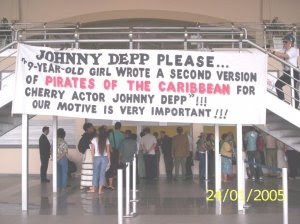 JOHNNY DEPP PLEASE...
"9-YEAR-OLD GIRL WROTE A SECOND VERSION
OF PIRATES OF THE CARIBBEAN FOR
CHERRY ACTOR JOHNNY DEPP"!!!
OUR MOTIVE IS VERY IMPORTANT!!!
24/01/2005